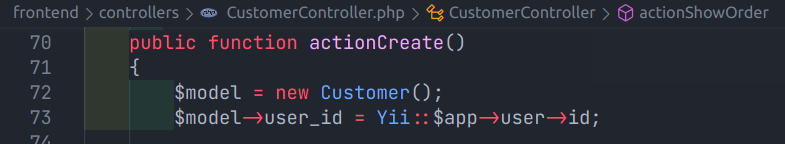 frontend > controllers > CustomerController.php > CustomerController > actionShowOrder
70 public function actionCreate()
71 {
72 $model = new Customer();
73 $model->user_id = Yii::$app->user->id;
74